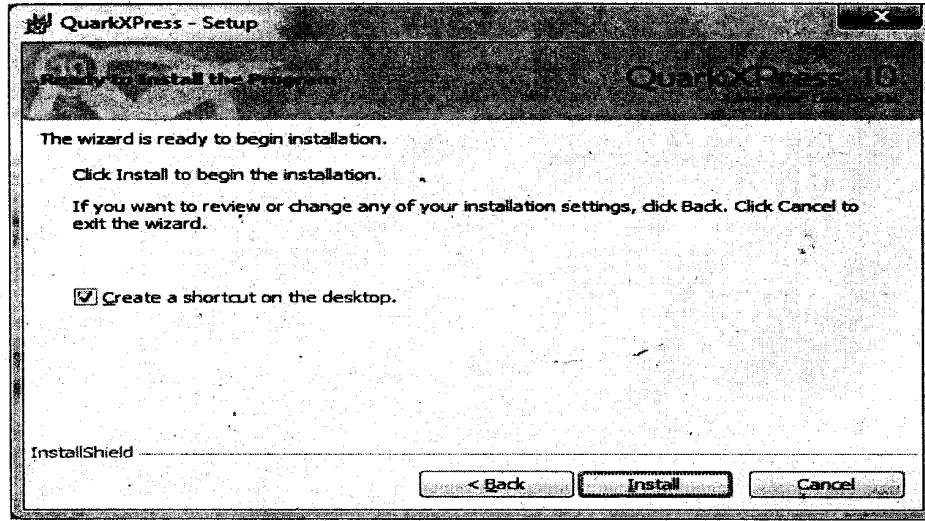 QuarkXPress - Setup
Ready to Install the Program
QuarkXPress 10
The wizard is ready to begin installation.
Click Install to begin the installation.
If you want to review or change any of your installation settings, click Back. Click Cancel to
exit the wizard.
Create a shortcut on the desktop.
InstallShield
< Back
Install
Cancel